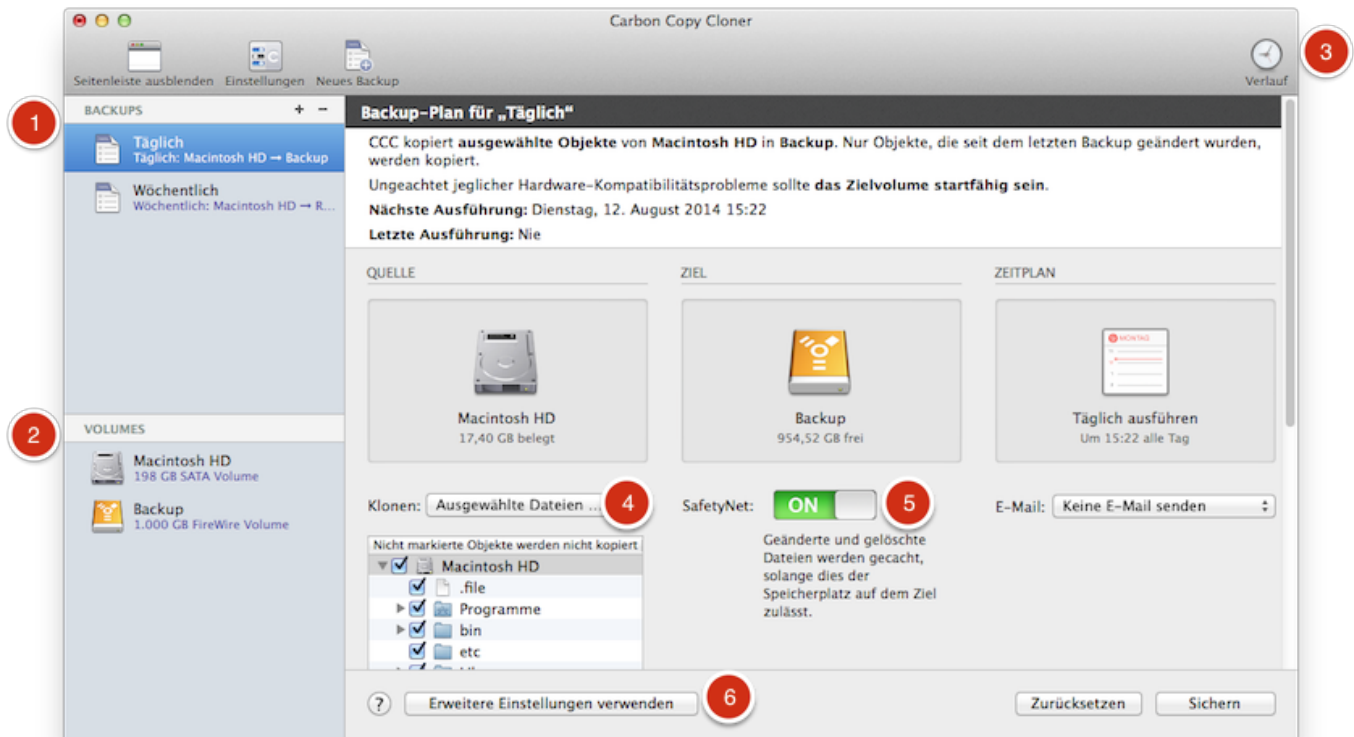 Carbon Copy Cloner
Seitenleiste ausblenden
Einstellungen
Neues Backup
Verlauf
3
1
BACKUPS
+ -
Täglich
Täglich: Macintosh HD → Backup
Wöchentlich
Wöchentlich: Macintosh HD → R...
2
VOLUMES
Macintosh HD
198 GB SATA Volume
Backup
1.000 GB FireWire Volume
Backup-Plan für „Täglich“
CCC kopiert ausgewählte Objekte von Macintosh HD in Backup. Nur Objekte, die seit dem letzten Backup geändert wurden,
werden kopiert.
Ungeachtet jeglicher Hardware-Kompatibilitätsprobleme sollte das Zielvolume startfähig sein.
Nächste Ausführung: Dienstag, 12. August 2014 15:22
Letzte Ausführung: Nie
QUELLE
Macintosh HD
17,40 GB belegt
ZIEL
Backup
954,52 GB frei
ZEITPLAN
MONTAG
Täglich ausführen
Um 15:22 alle Tag
Klonen: Ausgewählte Dateien ...
4
Nicht markierte Objekte werden nicht kopiert
Macintosh HD
.file
Programme
bin
etc
SafetyNet: ON
5
Geänderte und gelöschte
Dateien werden gecacht,
solange dies der
Speicherplatz auf dem Ziel
zulässt.
E-Mail: Keine E-Mail senden
? Erweitere Einstellungen verwenden
6
Zurücksetzen
Sichern